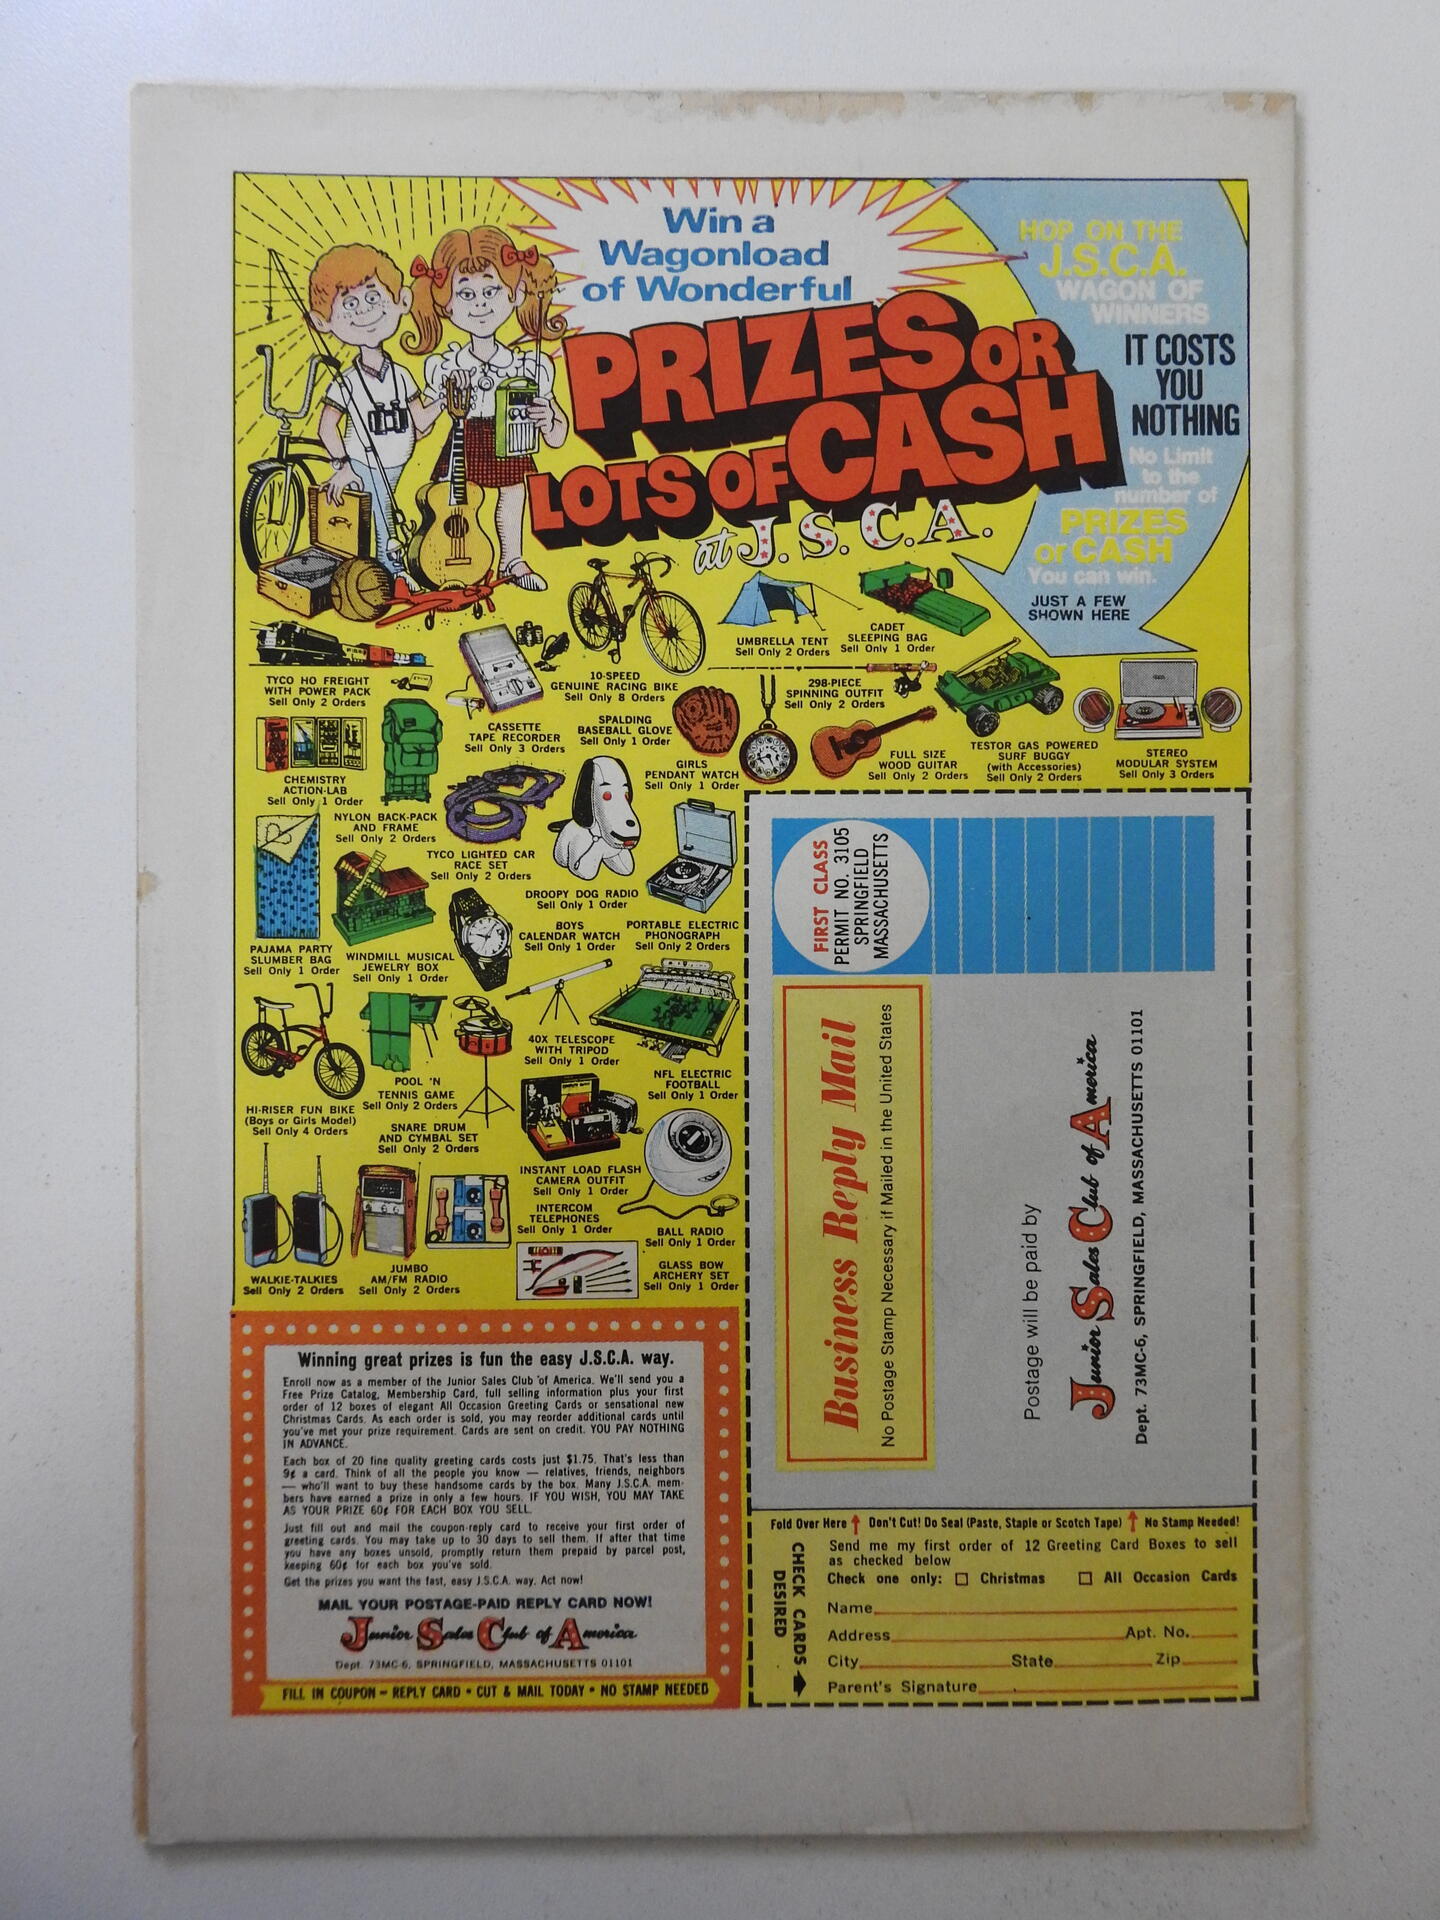 Win a
Wagonload
of Wonderful
PRIZES OR
LOTS OF CASH
at J.S.C.A.
HOP ON THE
J.S.C.A.
WAGON OF
WINNERS
IT COSTS
YOU
NOTHING
No Limit
to the
number of
PRIZES
or CASH
You can win.
JUST A FEW
SHOWN HERE
UMBRELLA TENT
Sell Only 2 Orders
CADET
SLEEPING BAG
Sell Only 1 Order
TYCO HO FREIGHT
WITH POWER PACK
Sell Only 2 Orders
CASSETTE
TAPE RECORDER
Sell Only 3 Orders
10-SPEED
GENUINE RACING BIKE
Sell Only 8 Orders
SPALDING
BASEBALL GLOVE
Sell Only 1 Order
298-PIECE
SPINNING OUTFIT
Sell Only 2 Orders
GIRLS
PENDANT WATCH
Sell Only 1 Order
FULL SIZE
WOOD GUITAR
Sell Only 2 Orders
TESTOR GAS POWERED
SURF BUGGY
(with Accessories)
Sell Only 2 Orders
STEREO
MODULAR SYSTEM
Sell Only 3 Orders
CHEMISTRY
ACTION-LAB
Sell Only 1 Order
NYLON BACK-PACK
AND FRAME
Sell Only 2 Orders
TYCO LIGHTED CAR
RACE SET
Sell Only 2 Orders
DROOPY DOG RADIO
Sell Only 1 Order
BOYS
CALENDAR WATCH
Sell Only 1 Order
PORTABLE ELECTRIC
PHONOGRAPH
Sell Only 2 Orders
PAJAMA PARTY
SLUMBER BAG
Sell Only 1 Order
WINDMILL MUSICAL
JEWELRY BOX
Sell Only 1 Order
40X TELESCOPE
WITH TRIPOD
Sell Only 1 Order
NFL ELECTRIC
FOOTBALL
Sell Only 1 Order
POOL 'N
TENNIS GAME
Sell Only 2 Orders
HI-RISER FUN BIKE
(Boys or Girls Model)
Sell Only 4 Orders
SNARE DRUM
AND CYMBAL SET
Sell Only 2 Orders
INSTANT LOAD FLASH
CAMERA OUTFIT
Sell Only 1 Order
INTERCOM
TELEPHONES
Sell Only 1 Order
BALL RADIO
Sell Only 1 Order
WALKIE-TALKIES
Sell Only 2 Orders
JUMBO
AM/FM RADIO
Sell Only 2 Orders
GLASS BOW
ARCHERY SET
Sell Only 1 Order
Winning great prizes is fun the easy J.S.C.A. way.
Enroll now as a member of the Junior Sales Club of America. We'll send you a
Free Prize Catalog, Membership Card, full selling information plus your first
order of 12 boxes of elegant All Occasion Greeting Cards or sensational new
Christmas Cards. As each order is sold, you may reorder additional cards until
you've met your prize requirement. Cards are sent on credit. YOU PAY NOTHING
IN ADVANCE.
Each box of 20 fine quality greeting cards costs just $1.75. That's less than
9¢ a card. Think of all the people you know — relatives, friends, neighbors
— who'll want to buy these handsome cards by the box. Many J.S.C.A. mem-
bers have earned a prize in only a few hours. IF YOU WISH, YOU MAY TAKE
AS YOUR PRIZE 60¢ FOR EACH BOX YOU SELL.
Just fill out and mail the coupon-reply card to receive your first order of
greeting cards. You may take up to 30 days to sell them. If after that time
you have any boxes unsold, promptly return them prepaid by parcel post,
keeping 60¢ for each box you've sold.
Get the prizes you want the fast, easy J.S.C.A. way. Act now!
MAIL YOUR POSTAGE-PAID REPLY CARD NOW!
Junior Sales Club of America
Dept. 73MC-6, SPRINGFIELD, MASSACHUSETTS 01101
FILL IN COUPON – REPLY CARD • CUT & MAIL TODAY • NO STAMP NEEDED
FIRST CLASS
PERMIT NO. 3105
SPRINGFIELD
MASSACHUSETTS
Business Reply Mail
No Postage Stamp Necessary if Mailed in the United States
Postage will be paid by
Junior Sales Club of America
Dept. 73MC-6, SPRINGFIELD, MASSACHUSETTS 01101
Fold Over Here ↑ Don't Cut! Do Seal (Paste, Staple or Scotch Tape) ↑ No Stamp Needed!
CHECK CARDS
DESIRED
Send me my first order of 12 Greeting Card Boxes to sell
as checked below
Check one only: □ Christmas □ All Occasion Cards
Name
Address Apt. No.
City State Zip
Parent's Signature